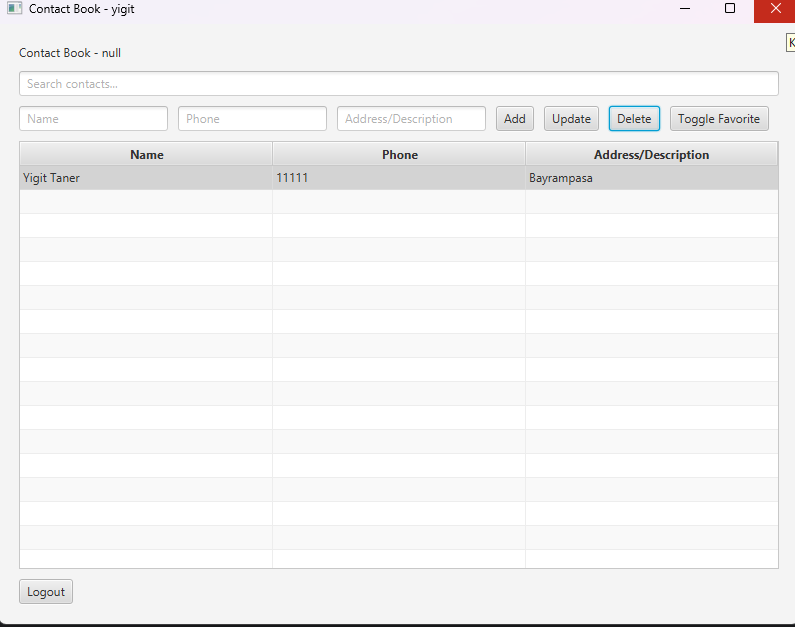 Contact Book - yigit
K
Contact Book - null
Search contacts...
Name Phone Address/Description Add Update Delete Toggle Favorite
Name Phone Address/Description
Yigit Taner 11111 Bayrampasa
Logout